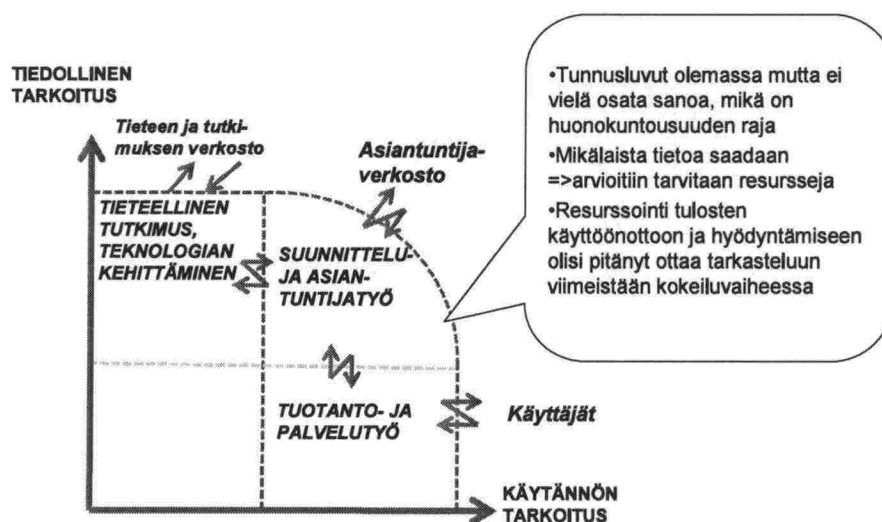 TIEDOLLINEN
TARKOITUS
Tieteen ja tutki-
muksen verkosto
Asiantuntija-
verkosto
TIETEELLINEN
TUTKIMUS,
TEKNOLOGIAN
KEHITTÄMINEN
SUUNNITTELU-
JA ASIAN-
TUNTIJATYÖ
TUOTANTO- JA
PALVELUTYÖ
Käyttäjät
KÄYTÄNNÖN
TARKOITUS
•Tunnusluvut olemassa mutta ei
vielä osata sanoa, mikä on
huonokuntousuuden raja
•Mikälaista tietoa saadaan
=>arvioitiin tarvitaan resursseja
•Resurssointi tulosten
käyttöönottoon ja hyödyntämiseen
olisi pitänyt ottaa tarkasteluun
viimeistään kokeiluvaiheessa